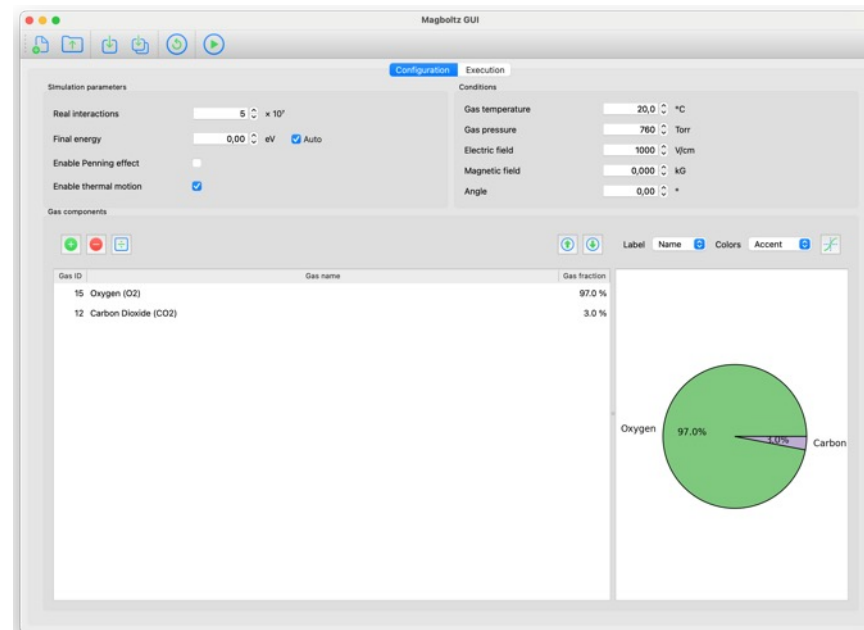 Magboltz GUI
Configuration Execution
Simulation parameters
Real interactions 5 × 10⁷
Final energy 0,00 eV Auto
Enable Penning effect
Enable thermal motion
Conditions
Gas temperature 20,0 °C
Gas pressure 760 Torr
Electric field 1000 V/cm
Magnetic field 0,000 kG
Angle 0,00 °
Gas components
Label Name Colors Accent
Gas ID Gas name Gas fraction
15 Oxygen (O2) 97.0 %
12 Carbon Dioxide (CO2) 3.0 %
Oxygen 97.0% 3.0% Carbon